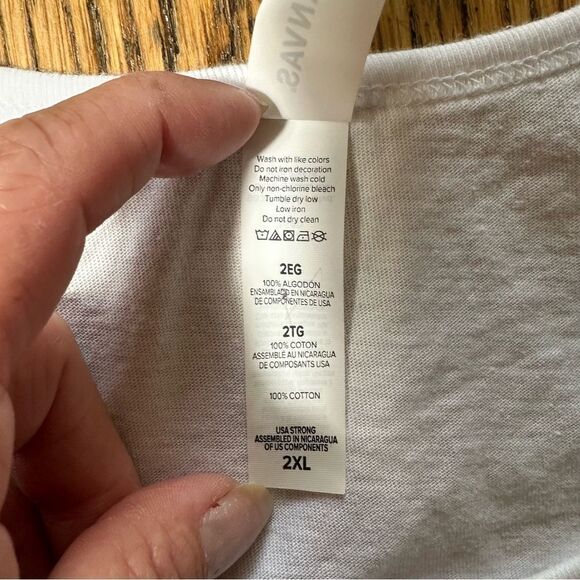 NVAS.
Wash with like colors
Do not iron decoration
Machine wash cold
Only non-chlorine bleach
Tumble dry low
Low iron
Do not dry clean
2EG
100% ALGODÓN
ENSAMBLADO EN NICARAGUA
DE COMPONENTES DE USA
2TG
100% COTON
ASSEMBLÉ AU NICARAGUA
DE COMPOSANTS USA
100% COTTON
USA STRONG
ASSEMBLED IN NICARAGUA
OF US COMPONENTS
2XL